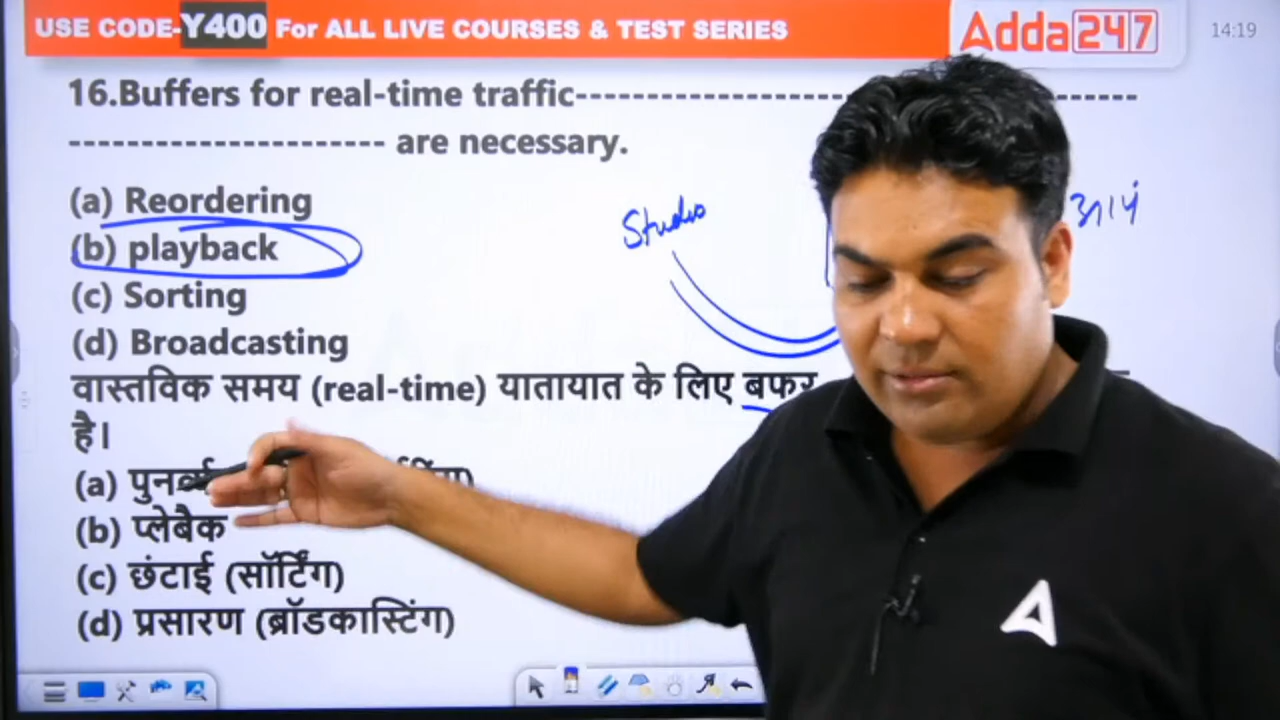 USE CODE-Y400 For ALL LIVE COURSES & TEST SERIES
Adda247
14:19
16.Buffers for real-time traffic------------------
---------------------- are necessary.
(a) Reordering
(b) playback
(c) Sorting
(d) Broadcasting
Studio
वास्तविक समय (real-time) यातायात के लिए बफर
है।
(a)
(b) प्लेबैक
(c) छंटाई (सॉर्टिंग)
(d) प्रसारण (ब्रॉडकास्टिंग)